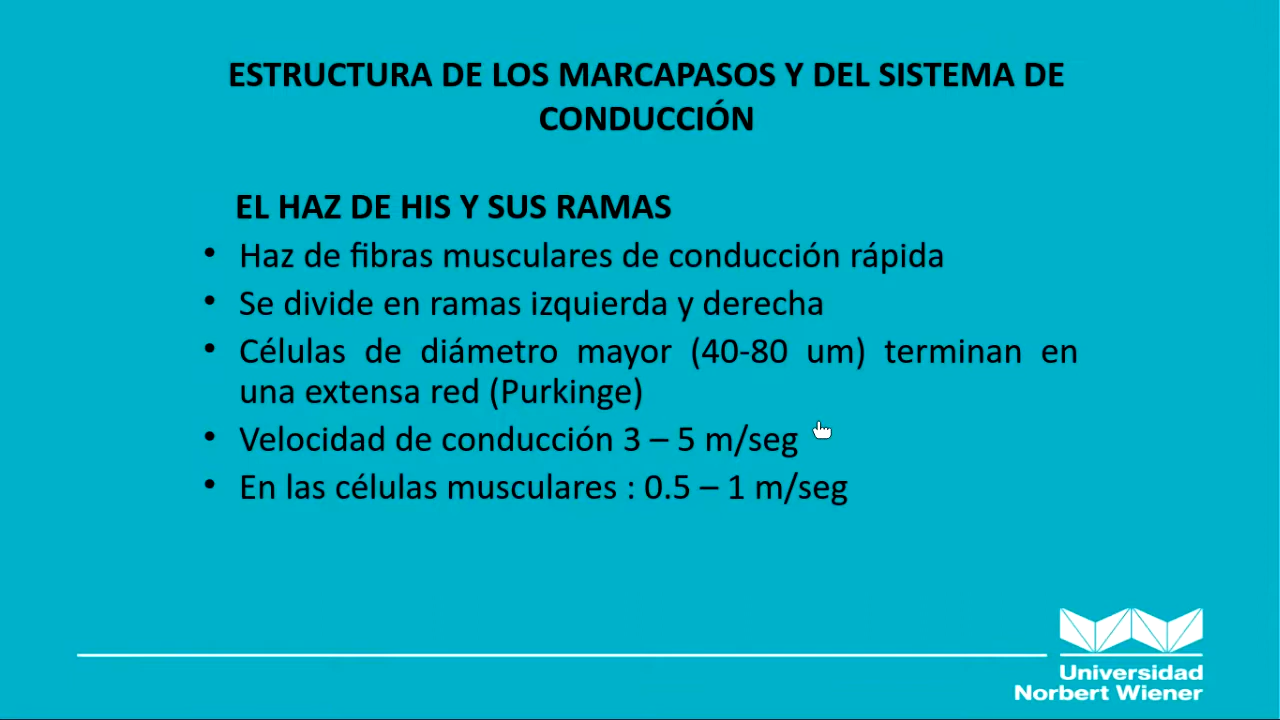 ESTRUCTURA DE LOS MARCAPASOS Y DEL SISTEMA DE
CONDUCCIÓN
EL HAZ DE HIS Y SUS RAMAS
• Haz de fibras musculares de conducción rápida
• Se divide en ramas izquierda y derecha
• Células de diámetro mayor (40-80 um) terminan en
una extensa red (Purkinge)
• Velocidad de conducción 3 – 5 m/seg
• En las células musculares : 0.5 – 1 m/seg
Universidad
Norbert Wiener